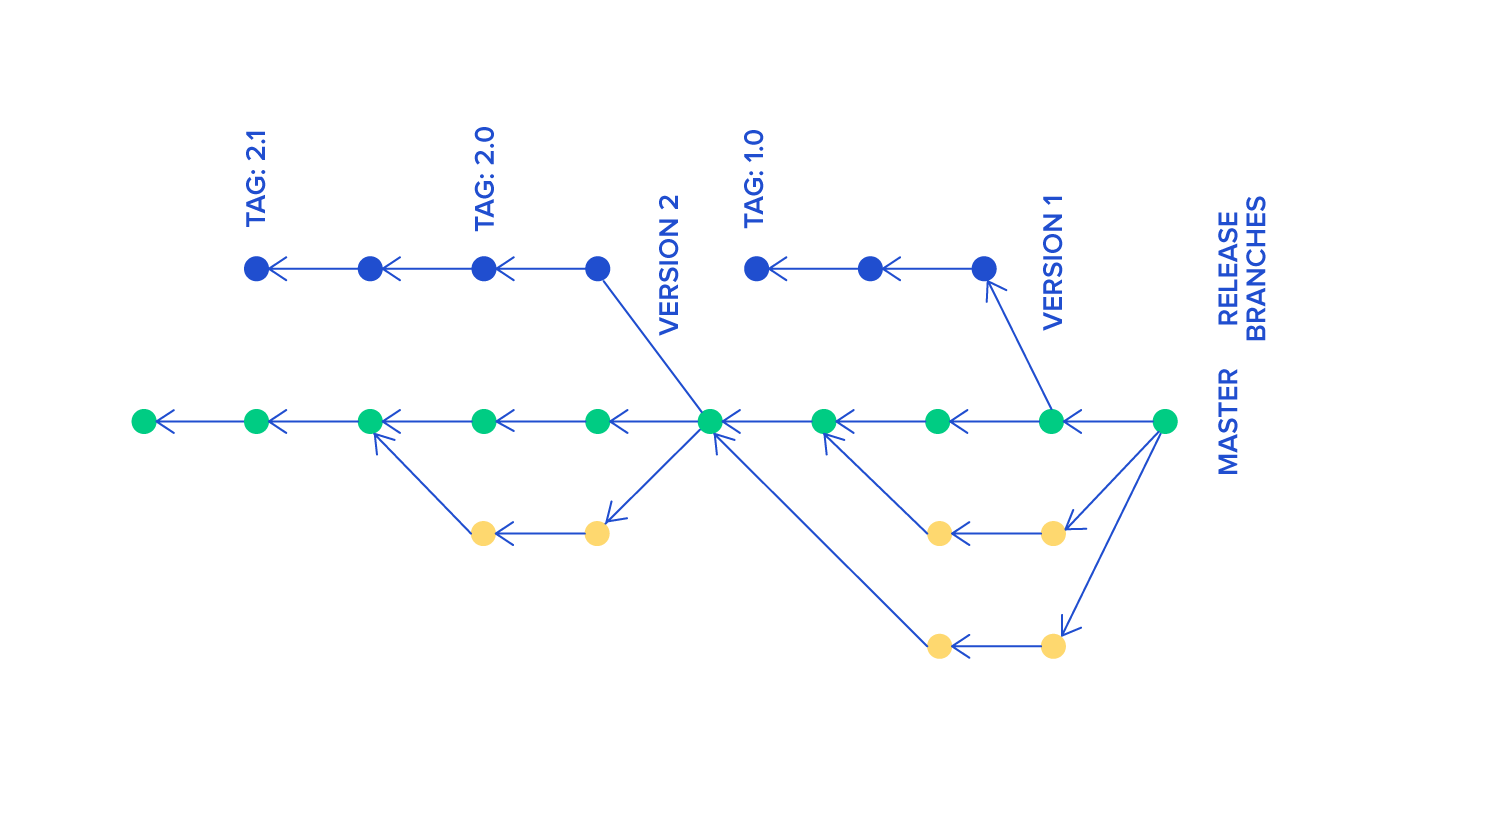 TAG: 2.1
TAG: 2.0
VERSION 2
TAG: 1.0
VERSION 1
RELEASE
BRANCHES
MASTER